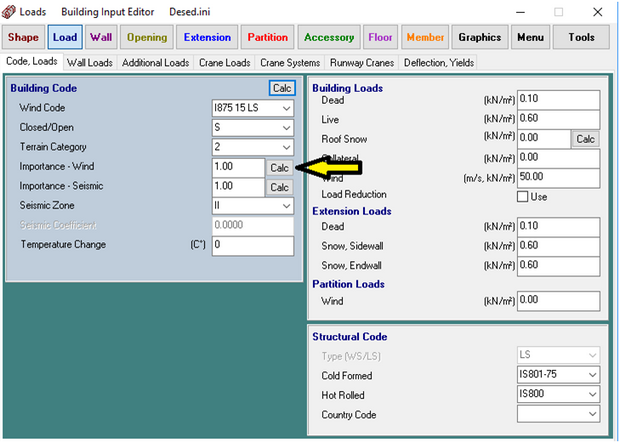 Loads Building Input Editor Desed.ini
Shape Load Wall Opening Extension Partition Accessory Floor Member Graphics Menu Tools
Code, Loads Wall Loads Additional Loads Crane Loads Crane Systems Runway Cranes Deflection, Yields
Building Code Calc
Wind Code I875 15 LS
Closed/Open S
Terrain Category 2
Importance - Wind 1.00 Calc
Importance - Seismic 1.00 Calc
Seismic Zone II
Seismic Coefficient 0.0000
Temperature Change (C°) 0
Building Loads
Dead (kN/m²) 0.10
Live (kN/m²) 0.60
Roof Snow (kN/m²) 0.00 Calc
Collateral (kN/m²) 0.00
Wind (m/s, kN/m²) 50.00
Load Reduction Use
Extension Loads
Dead (kN/m²) 0.10
Snow, Sidewall (kN/m²) 0.60
Snow, Endwall (kN/m²) 0.60
Partition Loads
Wind (kN/m²) 0.00
Structural Code
Type (WS/LS) LS
Cold Formed IS801-75
Hot Rolled IS800
Country Code